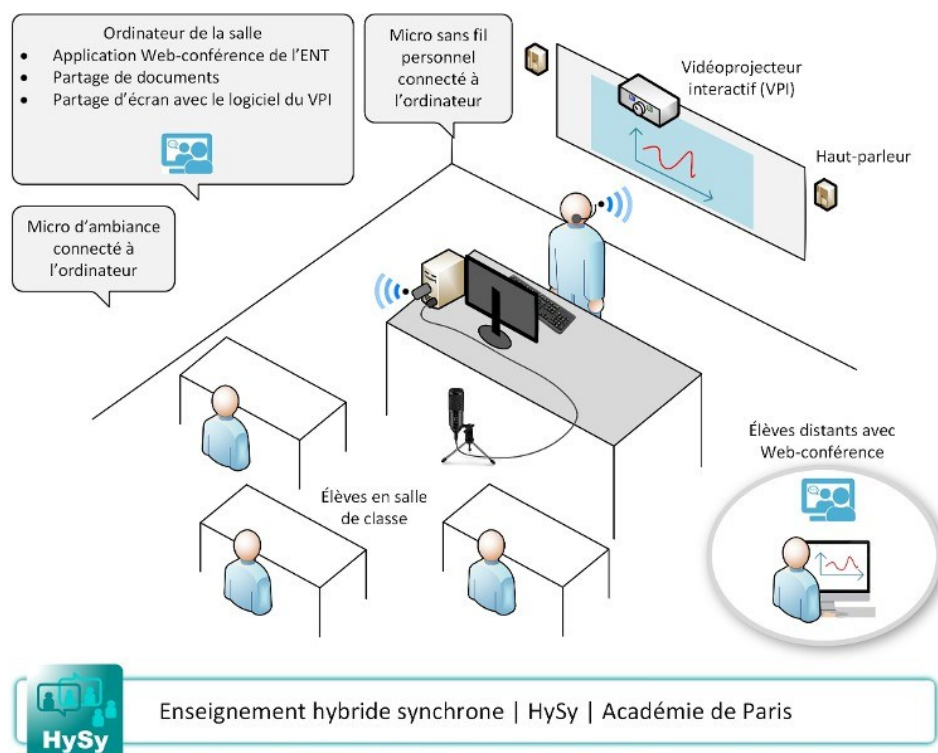 Ordinateur de la salle
• Application Web-conférence de l’ENT
• Partage de documents
• Partage d’écran avec le logiciel du VPI
Micro sans fil
personnel
connecté à
l’ordinateur
Vidéoprojecteur
interactif (VPI)
Haut-parleur
Micro d’ambiance
connecté à
l’ordinateur
Élèves distants avec
Web-conférence
Élèves en salle
de classe
HySy
Enseignement hybride synchrone | HySy | Académie de Paris